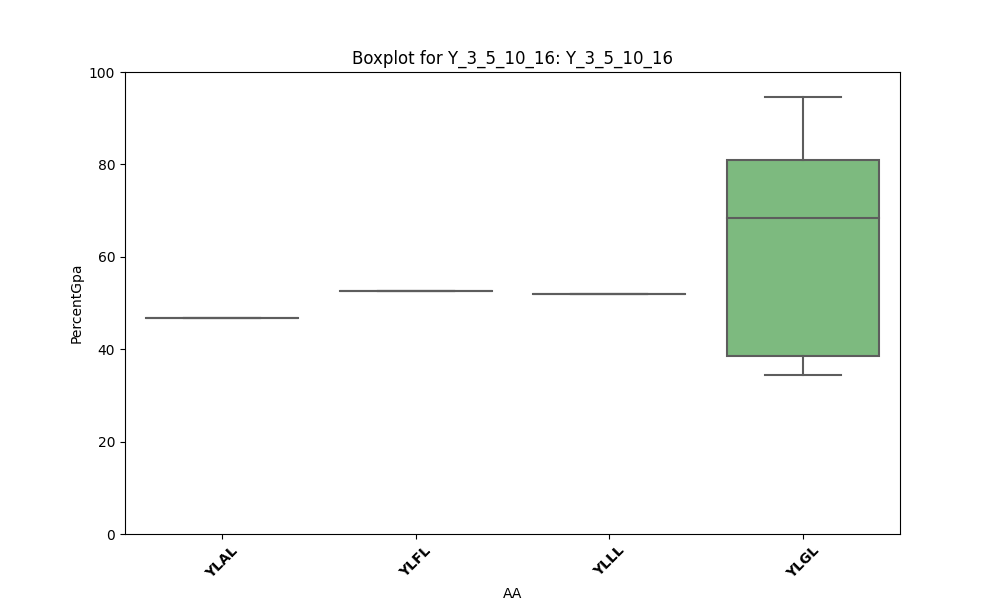 Boxplot for Y_3_5_10_16: Y_3_5_10_16
100
80
60
40
20
0
PercentGpa
YLAL
YLFL
YLLL
YLGL
AA